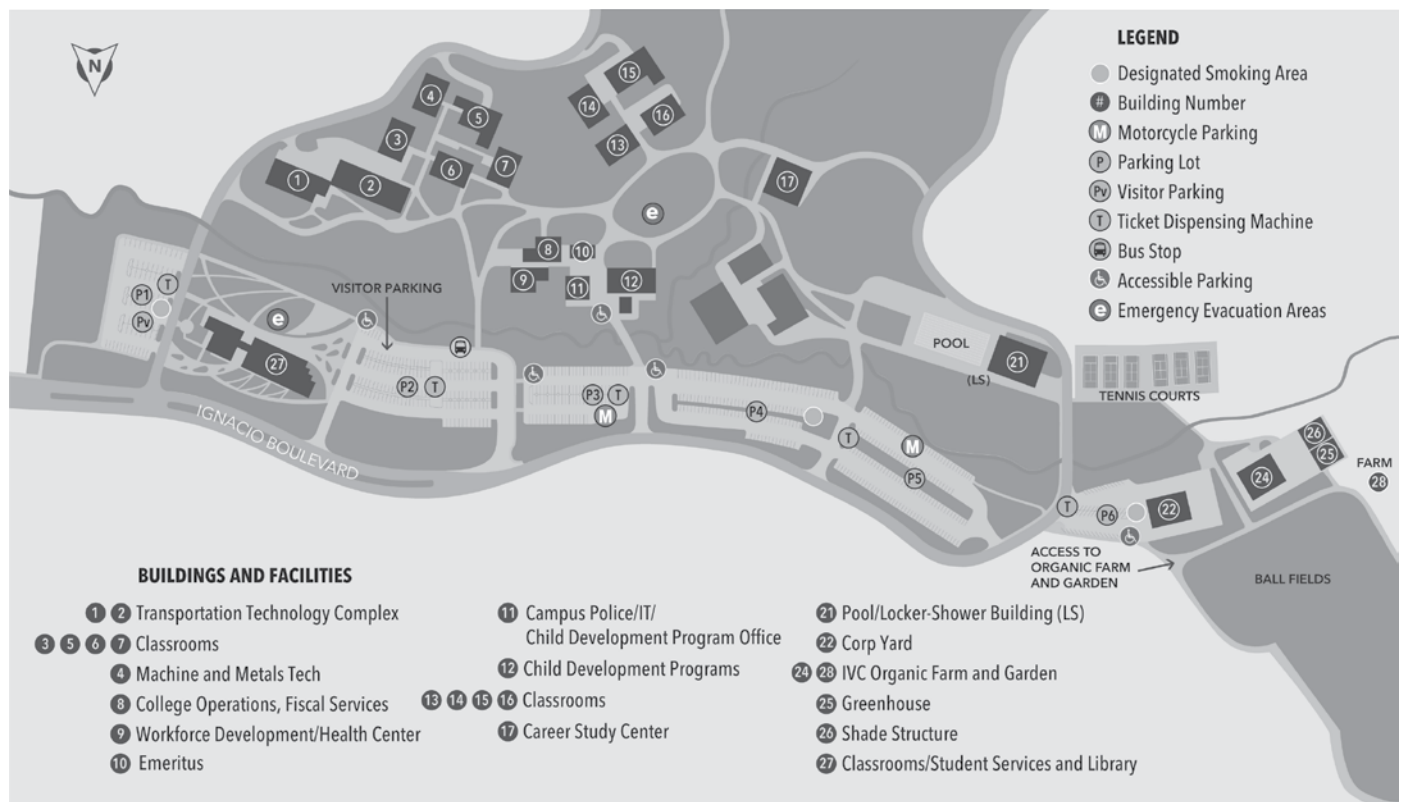 N
LEGEND
Designated Smoking Area
# Building Number
M Motorcycle Parking
P Parking Lot
Pv Visitor Parking
T Ticket Dispensing Machine
Bus Stop
Accessible Parking
e Emergency Evacuation Areas
15
4
14
5
16
3
13
7
6
1
2
17
e
8
10
9
12
11
P1
T
Pv
VISITOR PARKING
e
27
P2
T
P3
T
M
P4
T
M
P5
POOL
21
(LS)
TENNIS COURTS
IGNACIO BOULEVARD
26
25
24
FARM
28
T
P6
22
ACCESS TO
ORGANIC FARM
AND GARDEN
BALL FIELDS
BUILDINGS AND FACILITIES
1 2 Transportation Technology Complex
3 5 6 7 Classrooms
4 Machine and Metals Tech
8 College Operations, Fiscal Services
9 Workforce Development/Health Center
10 Emeritus
11 Campus Police/IT/
Child Development Program Office
12 Child Development Programs
13 14 15 16 Classrooms
17 Career Study Center
21 Pool/Locker-Shower Building (LS)
22 Corp Yard
24 28 IVC Organic Farm and Garden
25 Greenhouse
26 Shade Structure
27 Classrooms/Student Services and Library